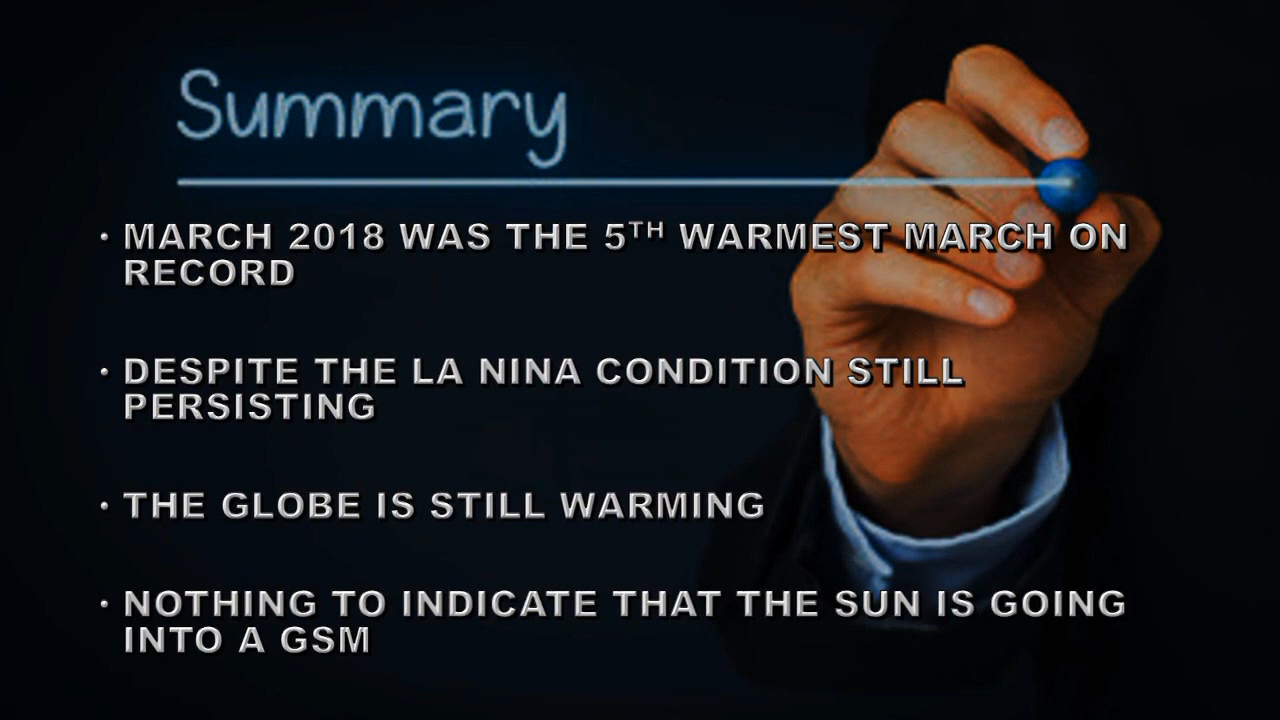 Summary
• MARCH 2018 WAS THE 5TH WARMEST MARCH ON
RECORD
• DESPITE THE LA NINA CONDITION STILL
PERSISTING
• THE GLOBE IS STILL WARMING
• NOTHING TO INDICATE THAT THE SUN IS GOING
INTO A GSM